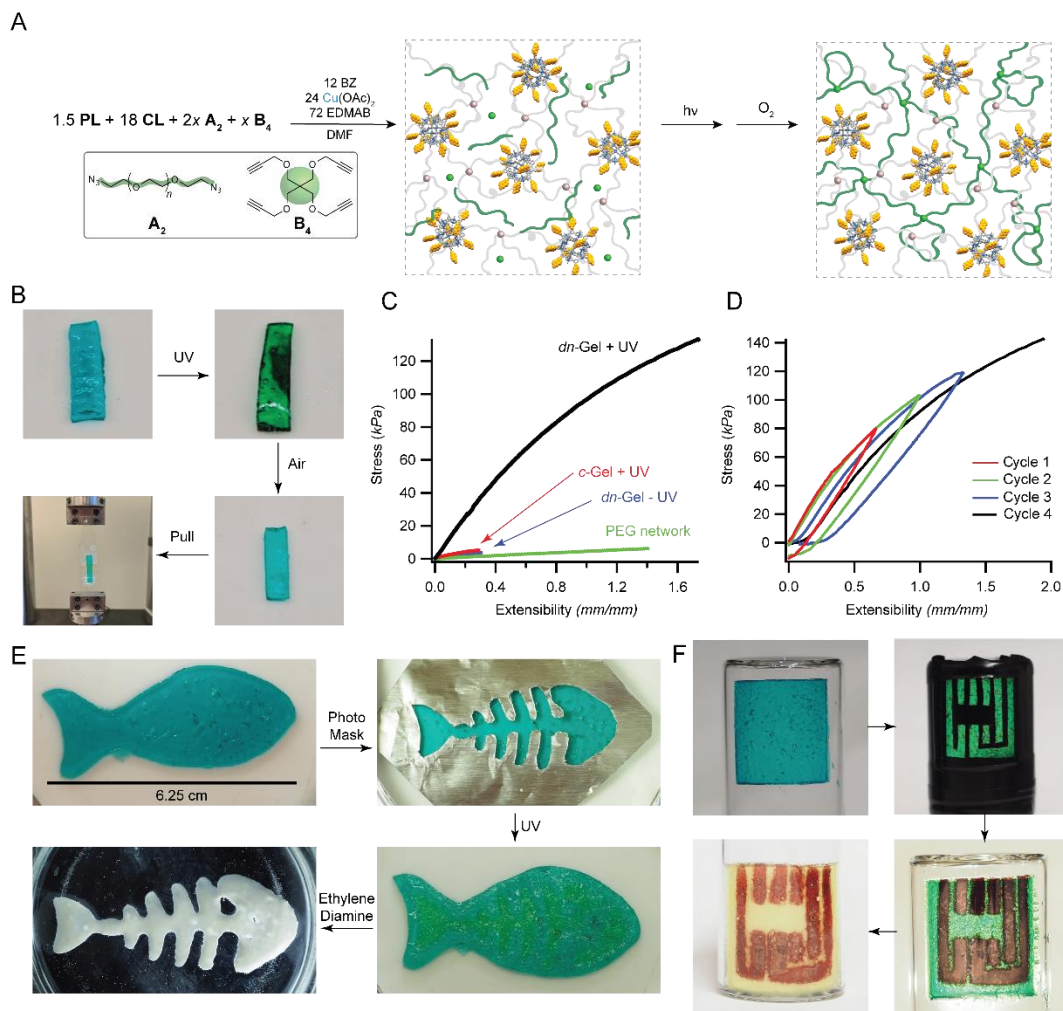 A
12 BZ
24 Cu(OAc)₂
72 EDMAB
DMF
1.5 PL + 18 CL + 2x A₂ + x B₄
N₃
O
O
n
N₃
A₂
O
O
O
O
B₄
hν
O₂
B
UV
Air
Pull
C
Stress (kPa)
120
100
80
60
40
20
0
dn-Gel + UV
c-Gel + UV
dn-Gel - UV
PEG network
0.0
0.4
0.8
1.2
1.6
Extensibility (mm/mm)
D
Stress (kPa)
140
120
100
80
60
40
20
0
Cycle 1
Cycle 2
Cycle 3
Cycle 4
0.0
0.5
1.0
1.5
2.0
Extensibility (mm/mm)
E
6.25 cm
Photo
Mask
UV
Ethylene
Diamine
F